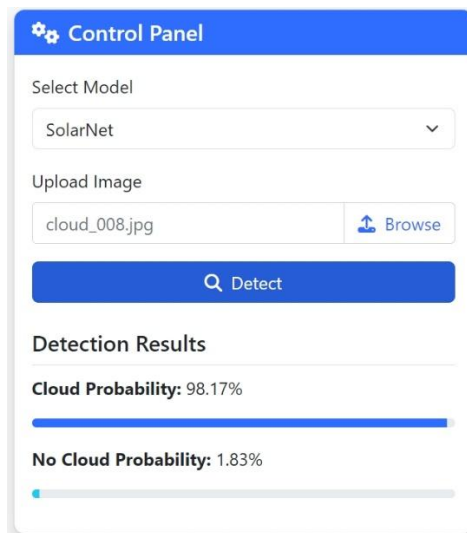 Control Panel
Select Model
SolarNet
Upload Image
cloud_008.jpg
Browse
Detect
Detection Results
Cloud Probability: 98.17%
No Cloud Probability: 1.83%